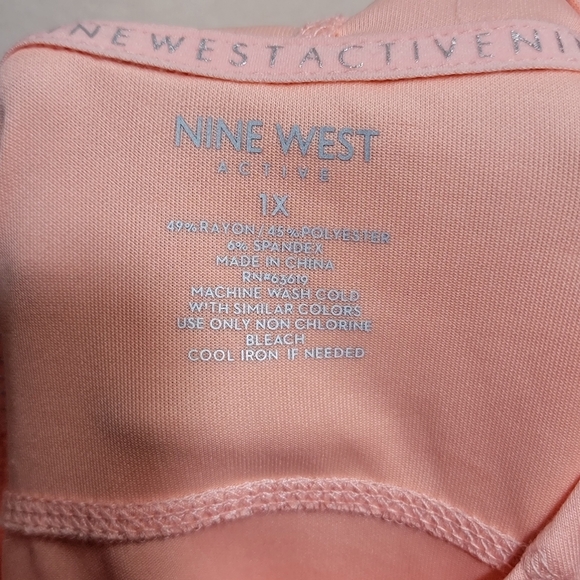 NEWESTACTIVENI
NINE WEST
ACTIVE
1X
49%RAYON/45%POLYESTER
6% SPANDEX
MADE IN CHINA
RN#63619
MACHINE WASH COLD
WITH SIMILAR COLORS
USE ONLY NON CHLORINE
BLEACH
COOL IRON IF NEEDED